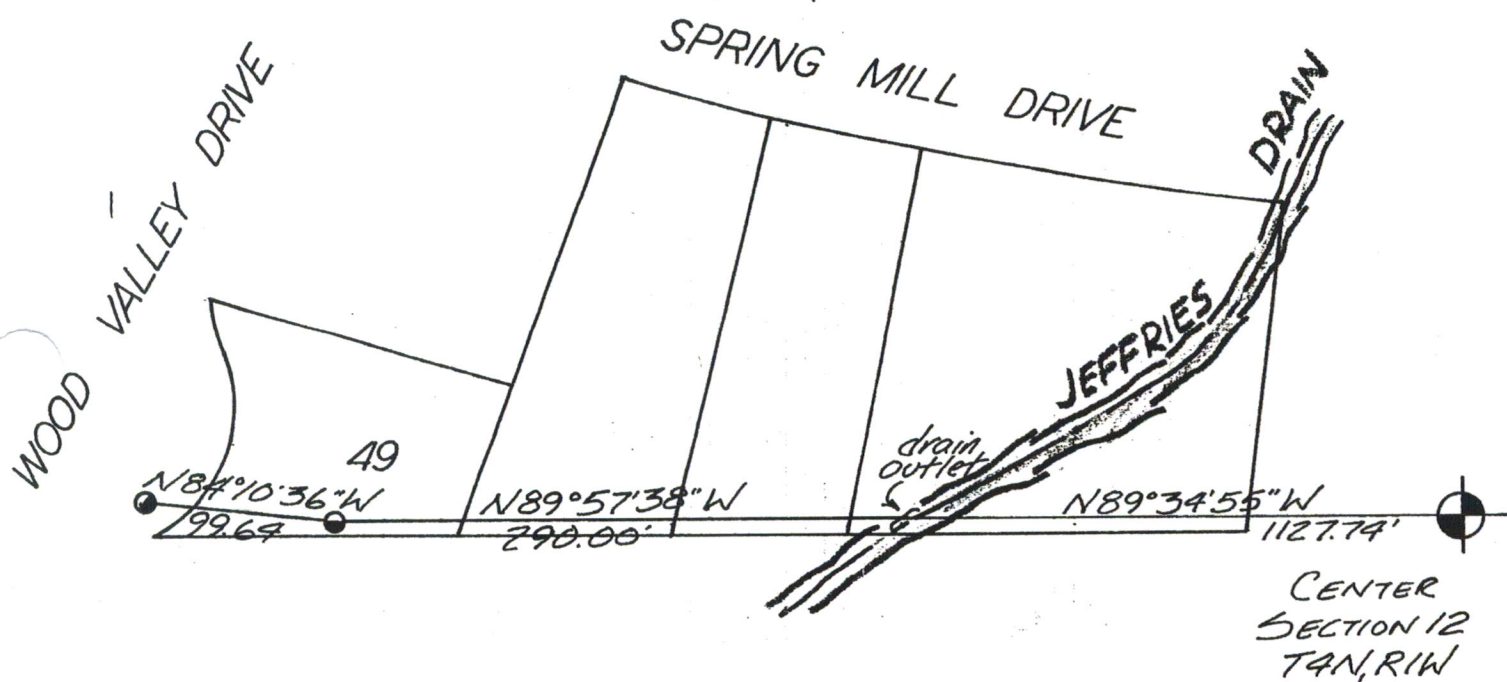 SPRING MILL DRIVE
WOOD VALLEY DRIVE
JEFFRIES DRAIN
drain
outlet
49
N84°10'36"W
99.64
N89°57'38"W
290.00'
N89°34'55"W
1127.74'
CENTER
SECTION 12
T4N, R1W